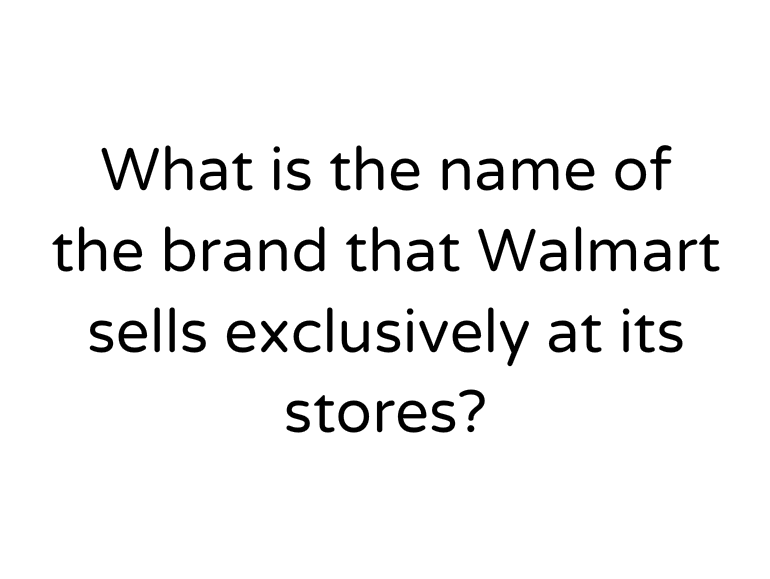 What is the name of
the brand that Walmart
sells exclusively at its
stores?